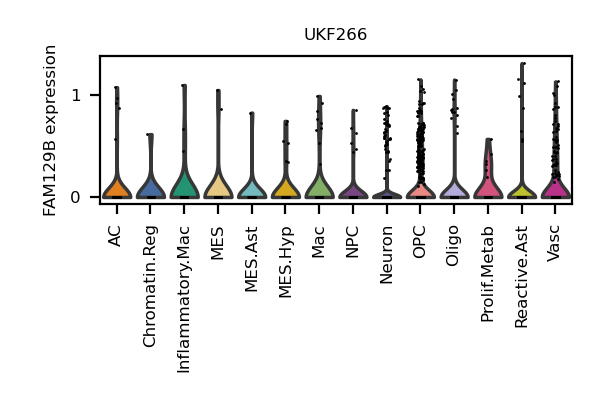 UKF266
FAM129B expression
1
0
AC
Chromatin.Reg
Inflammatory.Mac
MES
MES.Ast
MES.Hyp
Mac
NPC
Neuron
OPC
Oligo
Prolif.Metab
Reactive.Ast
Vasc